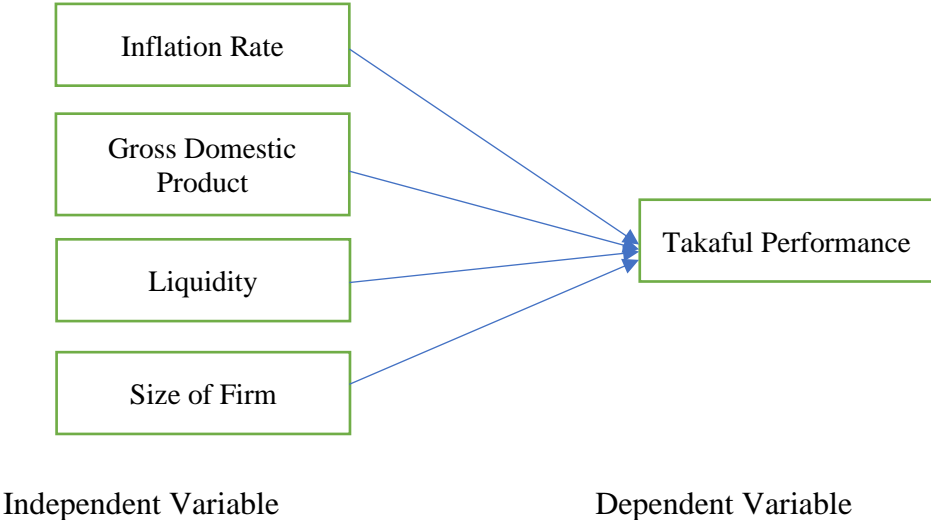 Inflation Rate
Gross Domestic
Product
Takaful Performance
Liquidity
Size of Firm
Independent Variable
Dependent Variable